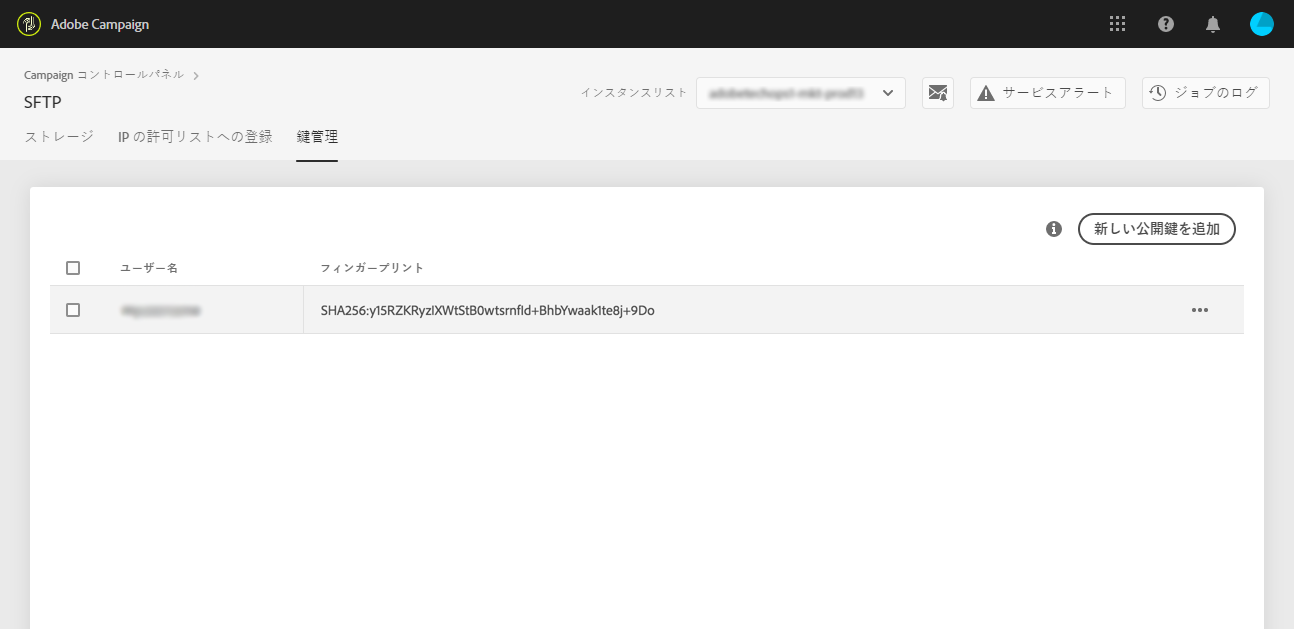 Adobe Campaign
Campaign コントロールパネル
SFTP
インスタンスリスト
サービスアラート
ジョブのログ
ストレージ IP の許可リストへの登録 鍵管理
新しい公開鍵を追加
ユーザー名 フィンガープリント
SHA256:y15RZKRyzIXWtStB0wtsrnfId+BhbYwaak1te8j+9Do